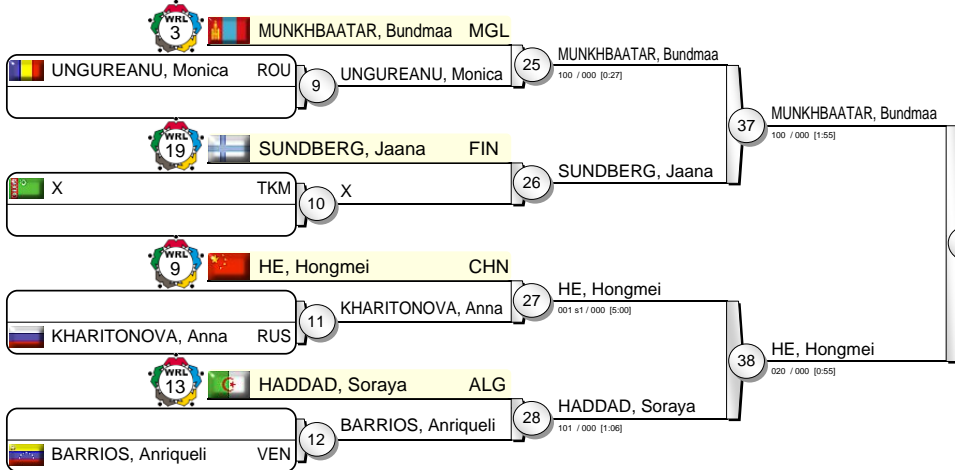 WRL
3
MUNKHBAATAR, Bundmaa MGL
UNGUREANU, Monica ROU
9
UNGUREANU, Monica
25
MUNKHBAATAR, Bundmaa
100 / 000 [0:27]
WRL
19
SUNDBERG, Jaana FIN
X TKM
10
X
26
SUNDBERG, Jaana
37
MUNKHBAATAR, Bundmaa
100 / 000 [1:55]
WRL
9
HE, Hongmei CHN
KHARITONOVA, Anna RUS
11
KHARITONOVA, Anna
27
HE, Hongmei
001 s1 / 000 [5:00]
WRL
13
HADDAD, Soraya ALG
BARRIOS, Anriqueli VEN
12
BARRIOS, Anriqueli
28
HADDAD, Soraya
101 / 000 [1:06]
38
HE, Hongmei
020 / 000 [0:55]